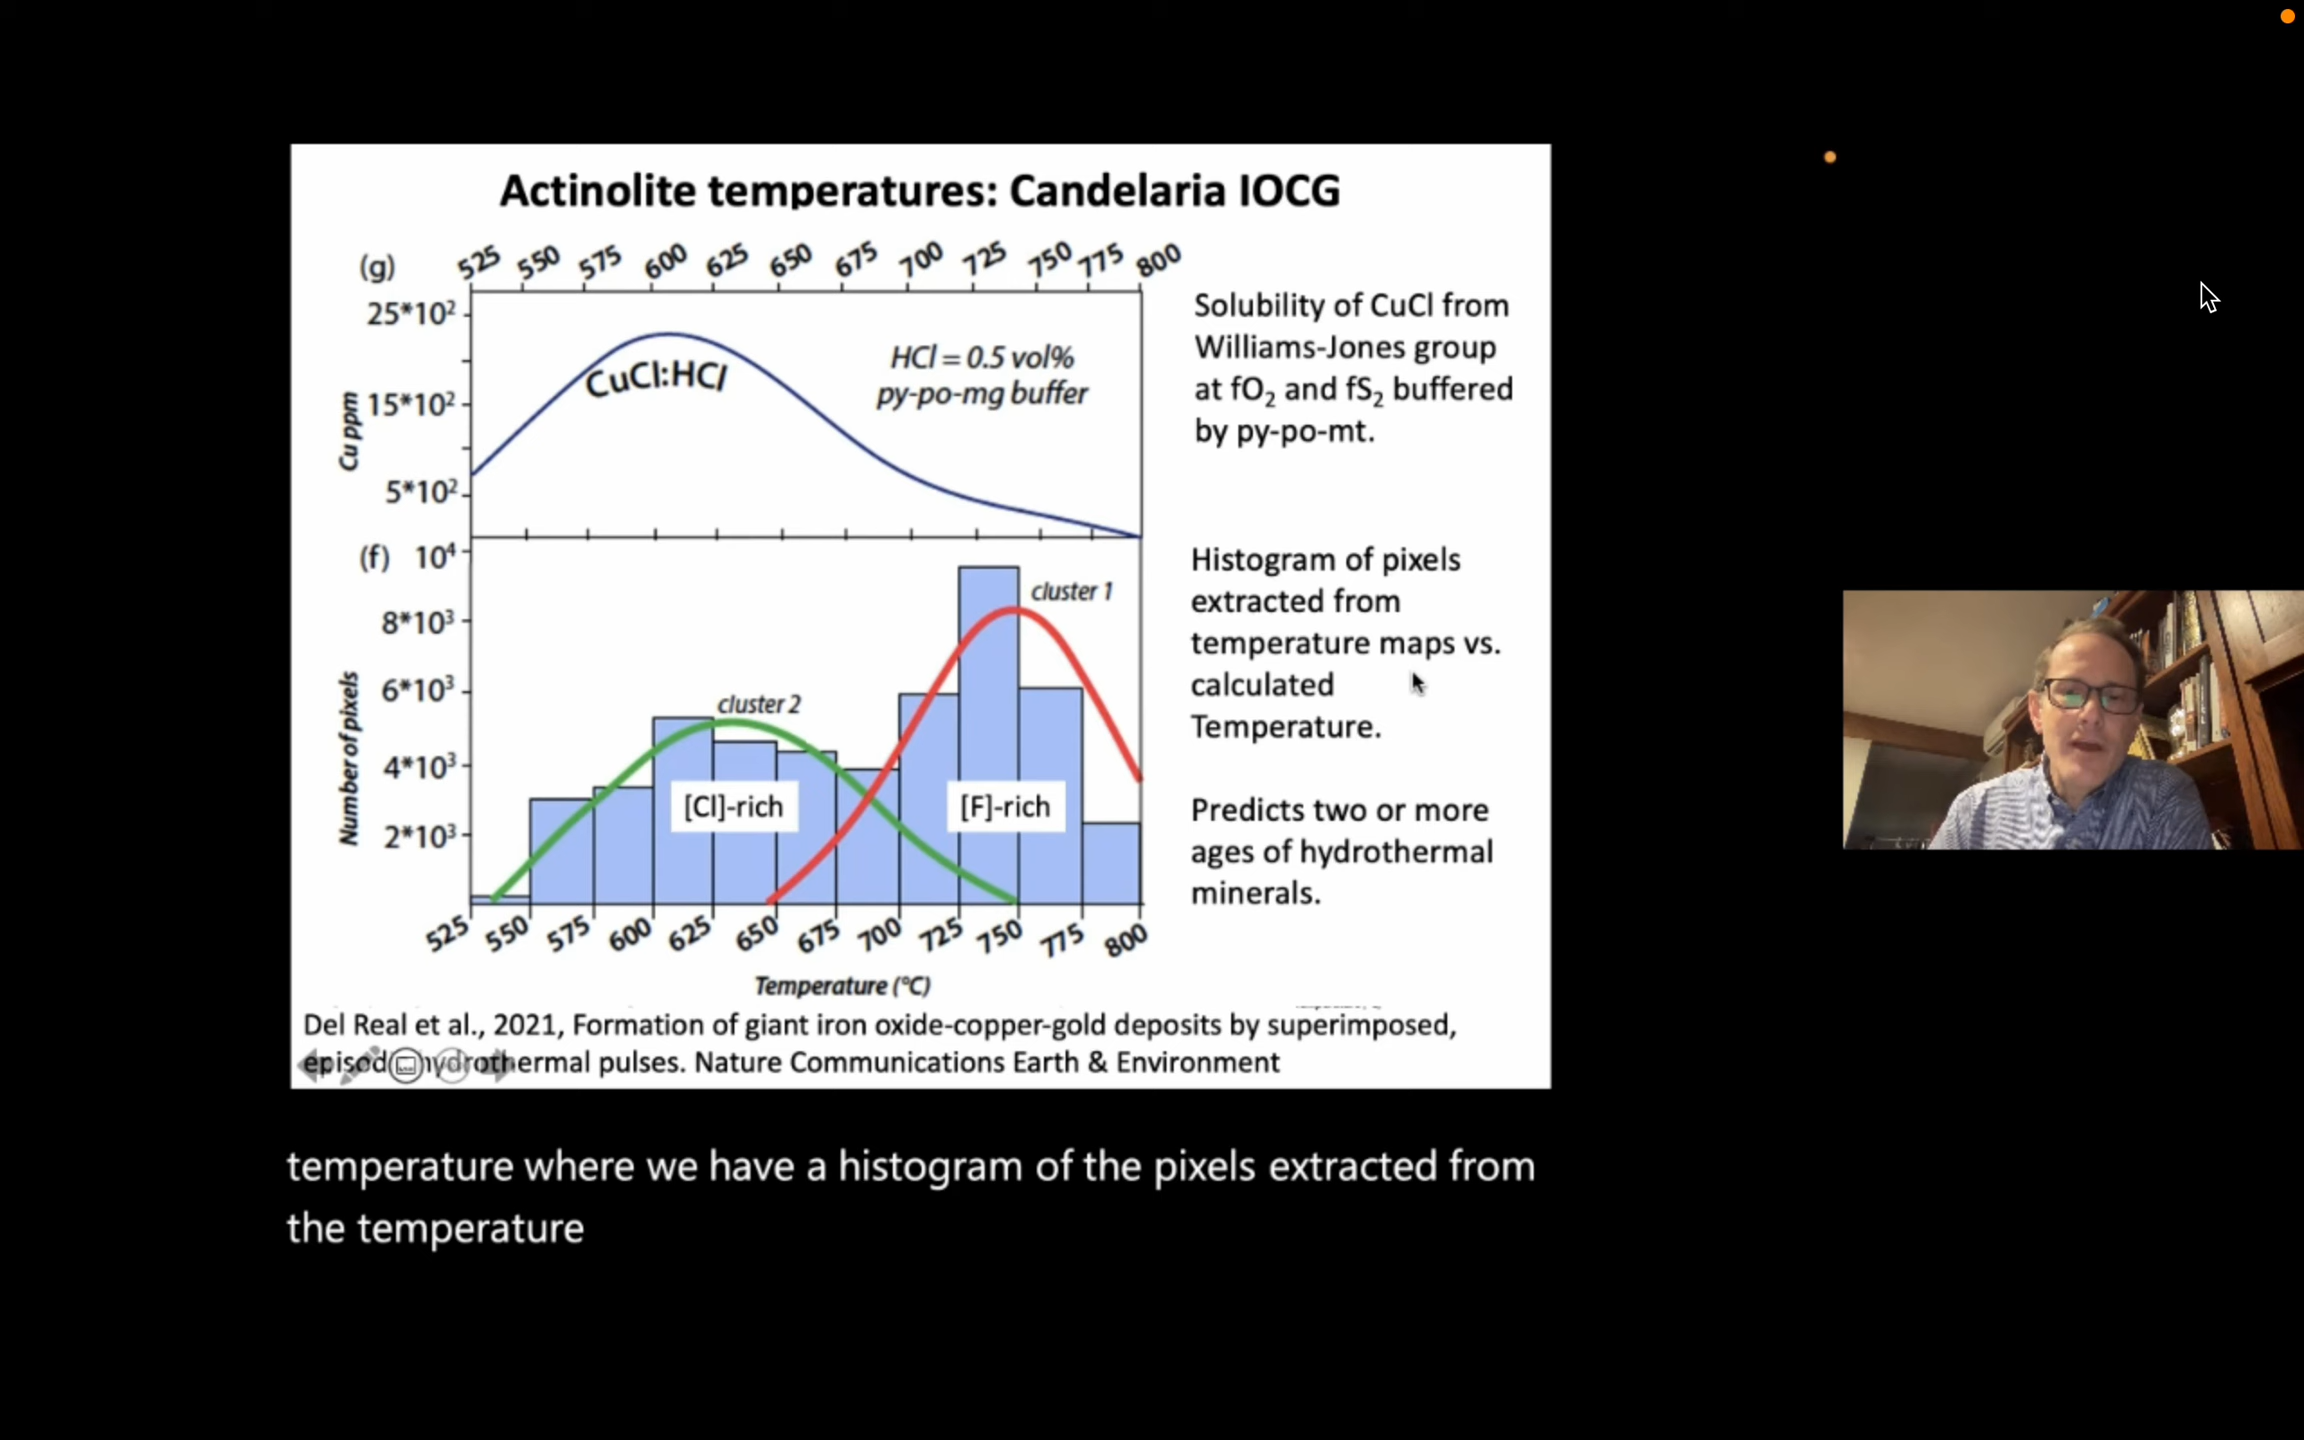 Actinolite temperatures: Candelaria IOCG
(g)
525 550 575 600 625 650 675 700 725 750 775 800
25*10²
15*10²
5*10²
Cu ppm
CuCl:HCl
HCl = 0.5 vol%
py-po-mg buffer
Solubility of CuCl from
Williams-Jones group
at fO₂ and fS₂ buffered
by py-po-mt.
(f)
10⁴
8*10³
6*10³
4*10³
2*10³
Number of pixels
cluster 1
cluster 2
[Cl]-rich
[F]-rich
525 550 575 600 625 650 675 700 725 750 775 800
Temperature (°C)
Histogram of pixels
extracted from
temperature maps vs.
calculated
Temperature.
Predicts two or more
ages of hydrothermal
minerals.
Del Real et al., 2021, Formation of giant iron oxide-copper-gold deposits by superimposed,
hydrothermal pulses. Nature Communications Earth & Environment
temperature where we have a histogram of the pixels extracted from
the temperature